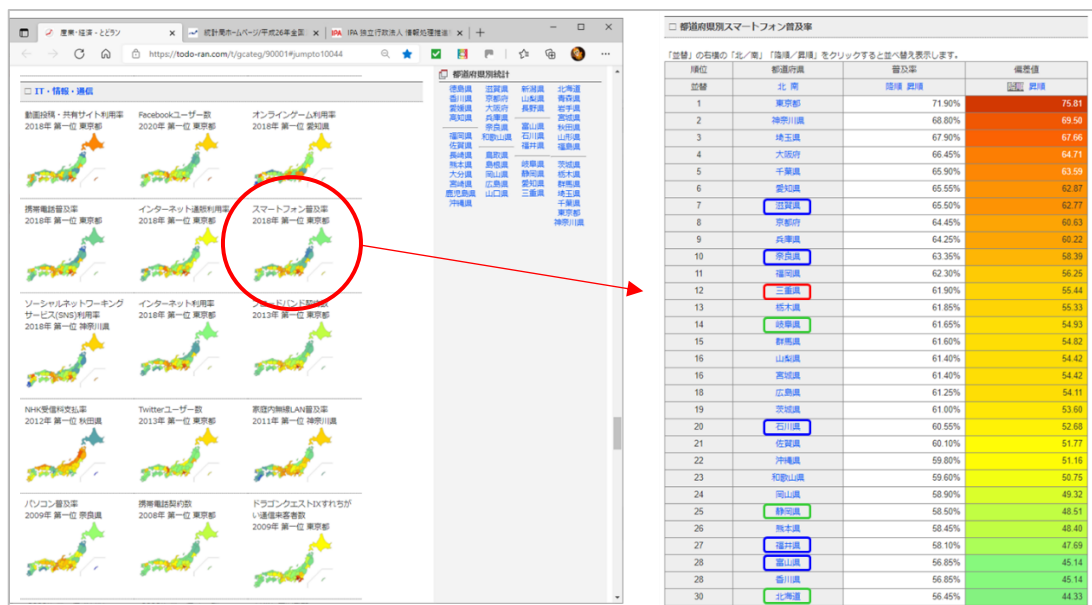 産業・経済 - とどラン
統計局ホームページ/平成26年全国
IPA 独立行政法人 情報処理推進
https://todo-ran.com/t/gcateg/90001#jumpto10044
IT・情報・通信
動画投稿・共有サイト利用率
2018年 第一位 東京都
Facebookユーザー数
2020年 第一位 東京都
オンラインゲーム利用率
2018年 第一位 愛知県
携帯電話普及率
2018年 第一位 東京都
インターネット通販利用率
2018年 第一位 東京都
スマートフォン普及率
2018年 第一位 東京都
ソーシャルネットワーキング
サービス(SNS)利用率
2018年 第一位 神奈川県
インターネット利用率
2018年 第一位 東京都
ブロードバンド契約数
2013年 第一位 東京都
NHK受信料支払率
2012年 第一位 秋田県
Twitterユーザー数
2013年 第一位 東京都
家庭内無線LAN普及率
2011年 第一位 神奈川県
パソコン普及率
2009年 第一位 奈良県
携帯電話契約数
2008年 第一位 東京都
ドラゴンクエストIXすれちが
い通信来客者数
2009年 第一位 東京都
都道府県別統計
徳島県 滋賀県 新潟県 北海道
香川県 京都府 山梨県 青森県
愛媛県 大阪府 長野県 岩手県
高知県 兵庫県 宮城県
奈良県 富山県 秋田県
福岡県 和歌山県 石川県 山形県
佐賀県 福井県 福島県
長崎県 鳥取県
熊本県 島根県 岐阜県 茨城県
大分県 岡山県 静岡県 栃木県
宮崎県 広島県 愛知県 群馬県
鹿児島県 山口県 三重県 埼玉県
沖縄県 千葉県
東京都
神奈川県
都道府県別スマートフォン普及率
「並替」の右横の「北/南」「降順/昇順」をクリックすると並べ替え表示します。
順位 都道府県 普及率 偏差値
並替 北 南 降順 昇順 降順 昇順
1 東京都 71.90% 75.81
2 神奈川県 68.80% 69.50
3 埼玉県 67.90% 67.66
4 大阪府 66.45% 64.71
5 千葉県 65.90% 63.59
6 愛知県 65.55% 62.87
7 滋賀県 65.50% 62.77
8 京都府 64.45% 60.63
9 兵庫県 64.25% 60.22
10 奈良県 63.35% 58.39
11 福岡県 62.30% 56.25
12 三重県 61.90% 55.44
13 栃木県 61.85% 55.33
14 岐阜県 61.65% 54.93
15 群馬県 61.60% 54.82
16 山梨県 61.40% 54.42
16 宮城県 61.40% 54.42
18 広島県 61.25% 54.11
19 茨城県 61.00% 53.60
20 石川県 60.55% 52.68
21 佐賀県 60.10% 51.77
22 沖縄県 59.80% 51.16
23 和歌山県 59.60% 50.75
24 岡山県 58.90% 49.32
25 静岡県 58.50% 48.51
26 熊本県 58.45% 48.40
27 福井県 58.10% 47.69
28 富山県 56.85% 45.14
28 香川県 56.85% 45.14
30 北海道 56.45% 44.33